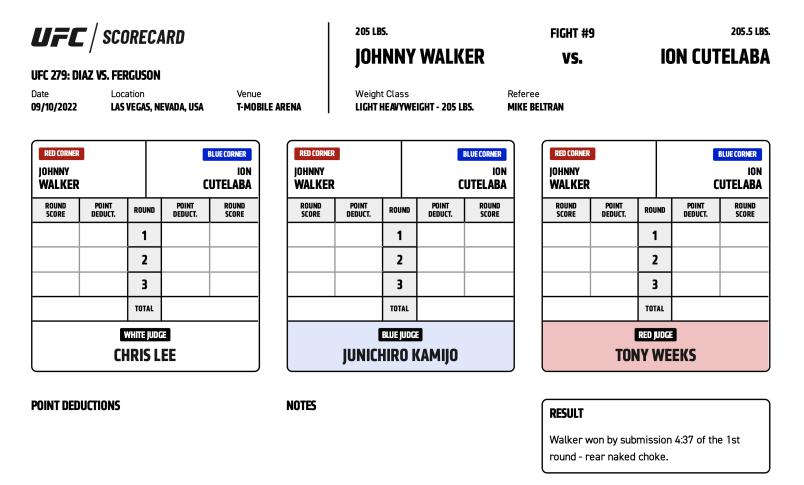 UFC / SCORECARD
UFC 279: DIAZ VS. FERGUSON
Date Location Venue
09/10/2022 LAS VEGAS, NEVADA, USA T-MOBILE ARENA
205 LBS. FIGHT #9 205.5 LBS.
JOHNNY WALKER VS. ION CUTELABA
Weight Class Referee
LIGHT HEAVYWEIGHT - 205 LBS. MIKE BELTRAN
RED CORNER BLUE CORNER
JOHNNY ION
WALKER CUTELABA
ROUND POINT ROUND POINT ROUND
SCORE DEDUCT. DEDUCT. SCORE
1
2
3
TOTAL
WHITE JUDGE
CHRIS LEE
RED CORNER BLUE CORNER
JOHNNY ION
WALKER CUTELABA
ROUND POINT ROUND POINT ROUND
SCORE DEDUCT. DEDUCT. SCORE
1
2
3
TOTAL
BLUE JUDGE
JUNICHIRO KAMIJO
RED CORNER BLUE CORNER
JOHNNY ION
WALKER CUTELABA
ROUND POINT ROUND POINT ROUND
SCORE DEDUCT. DEDUCT. SCORE
1
2
3
TOTAL
RED JUDGE
TONY WEEKS
POINT DEDUCTIONS
NOTES
RESULT
Walker won by submission 4:37 of the 1st
round - rear naked choke.